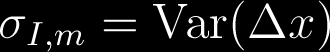 σ_{I,m} = Var(Δx)